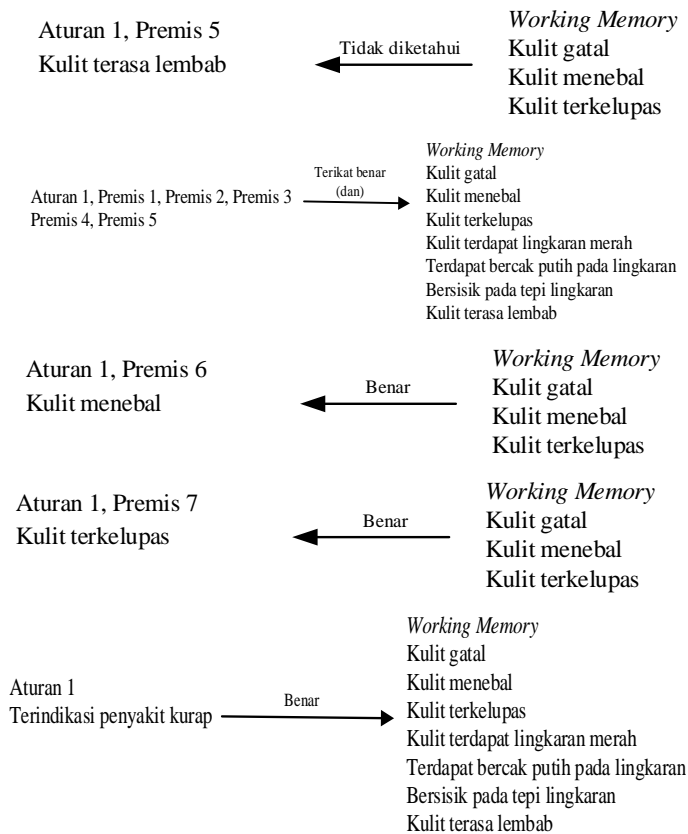 Aturan 1, Premis 5
Kulit terasa lembab
Tidak diketahui
Working Memory
Kulit gatal
Kulit menebal
Kulit terkelupas
Aturan 1, Premis 1, Premis 2, Premis 3
Premis 4, Premis 5
Terikat benar
(dan)
Working Memory
Kulit gatal
Kulit menebal
Kulit terkelupas
Kulit terdapat lingkaran merah
Terdapat bercak putih pada lingkaran
Bersisik pada tepi lingkaran
Kulit terasa lembab
Aturan 1, Premis 6
Kulit menebal
Benar
Working Memory
Kulit gatal
Kulit menebal
Kulit terkelupas
Aturan 1, Premis 7
Kulit terkelupas
Benar
Working Memory
Kulit gatal
Kulit menebal
Kulit terkelupas
Aturan 1
Terindikasi penyakit kurap
Benar
Working Memory
Kulit gatal
Kulit menebal
Kulit terkelupas
Kulit terdapat lingkaran merah
Terdapat bercak putih pada lingkaran
Bersisik pada tepi lingkaran
Kulit terasa lembab